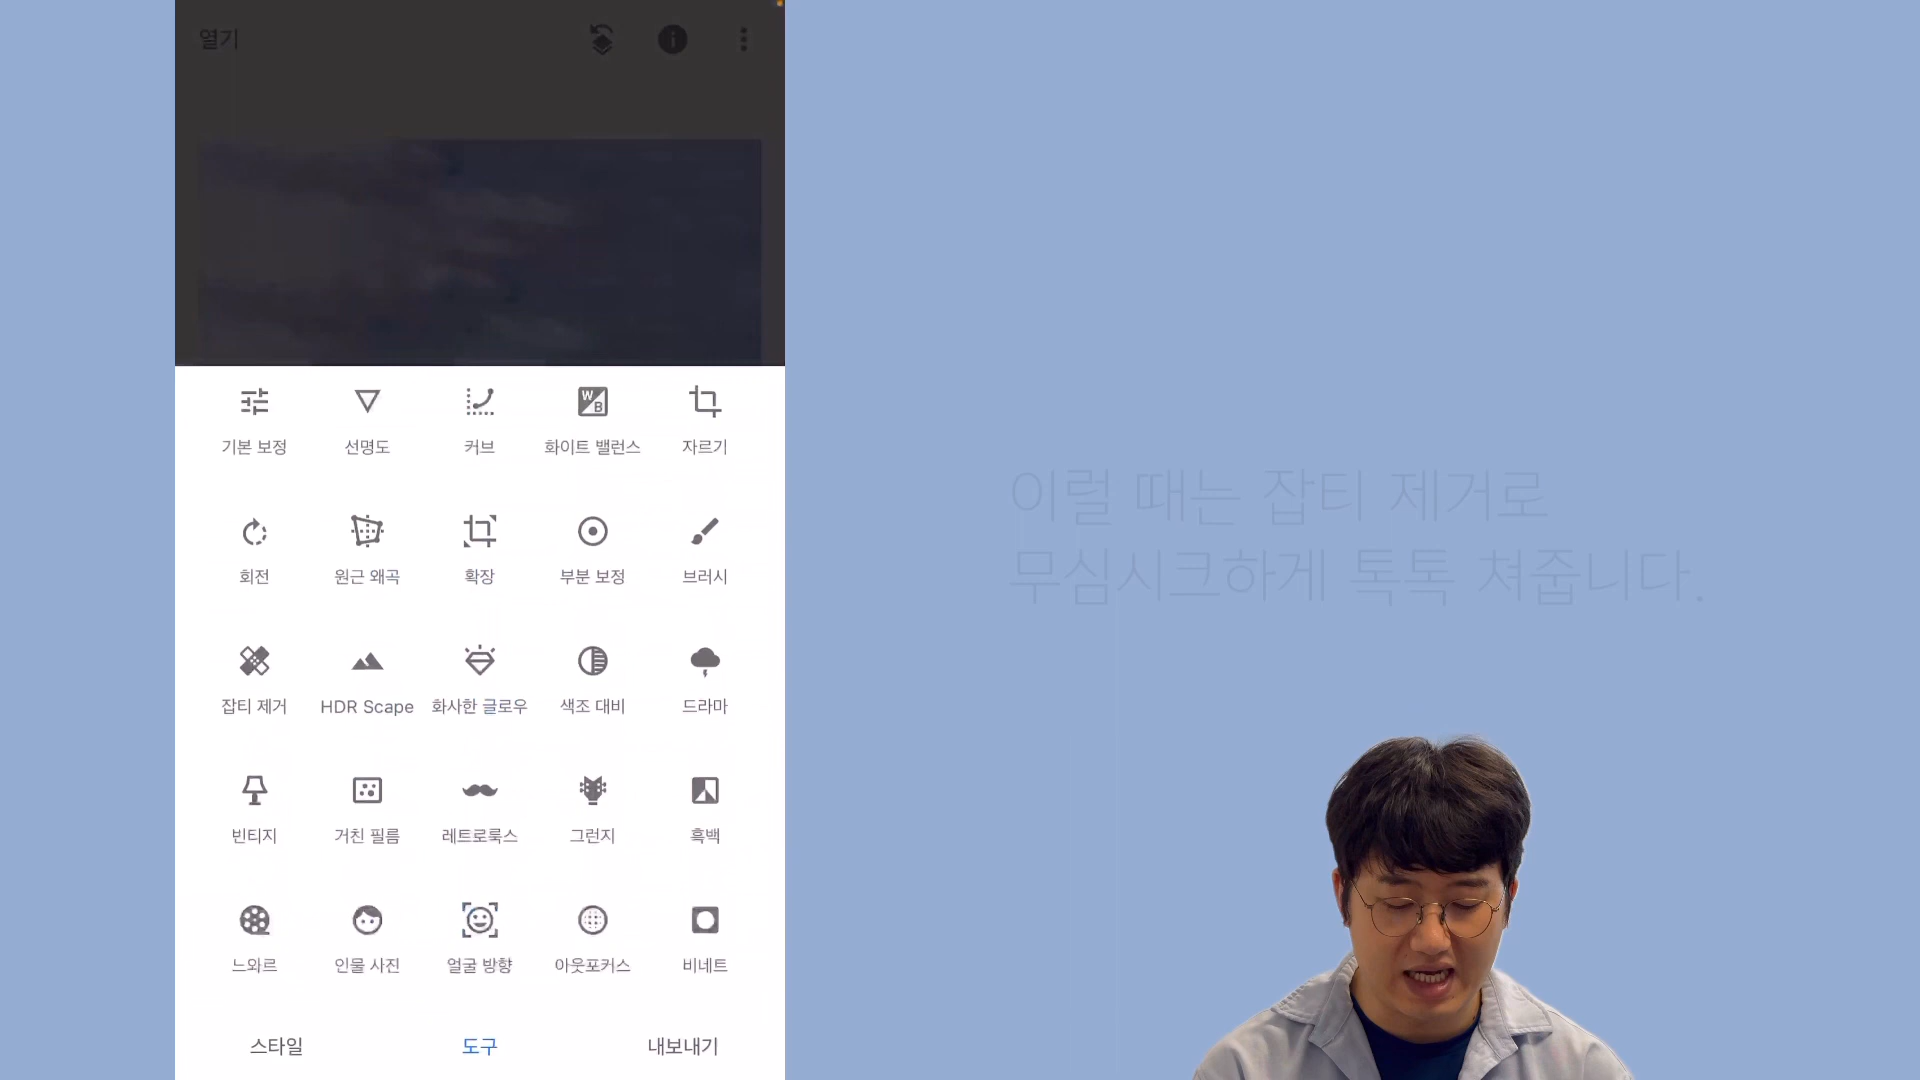 열기
기본 보정
선명도
커브
화이트 밸런스
자르기
회전
원근 왜곡
확장
부분 보정
브러시
잡티 제거
HDR Scape
화사한 글로우
색조 대비
드라마
빈티지
거친 필름
레트로룩스
그런지
흑백
느와르
인물 사진
얼굴 방향
아웃포커스
비네트
스타일
도구
내보내기
이럴 때는 잡티 제거로
무심시크하게 톡톡 쳐줍니다.